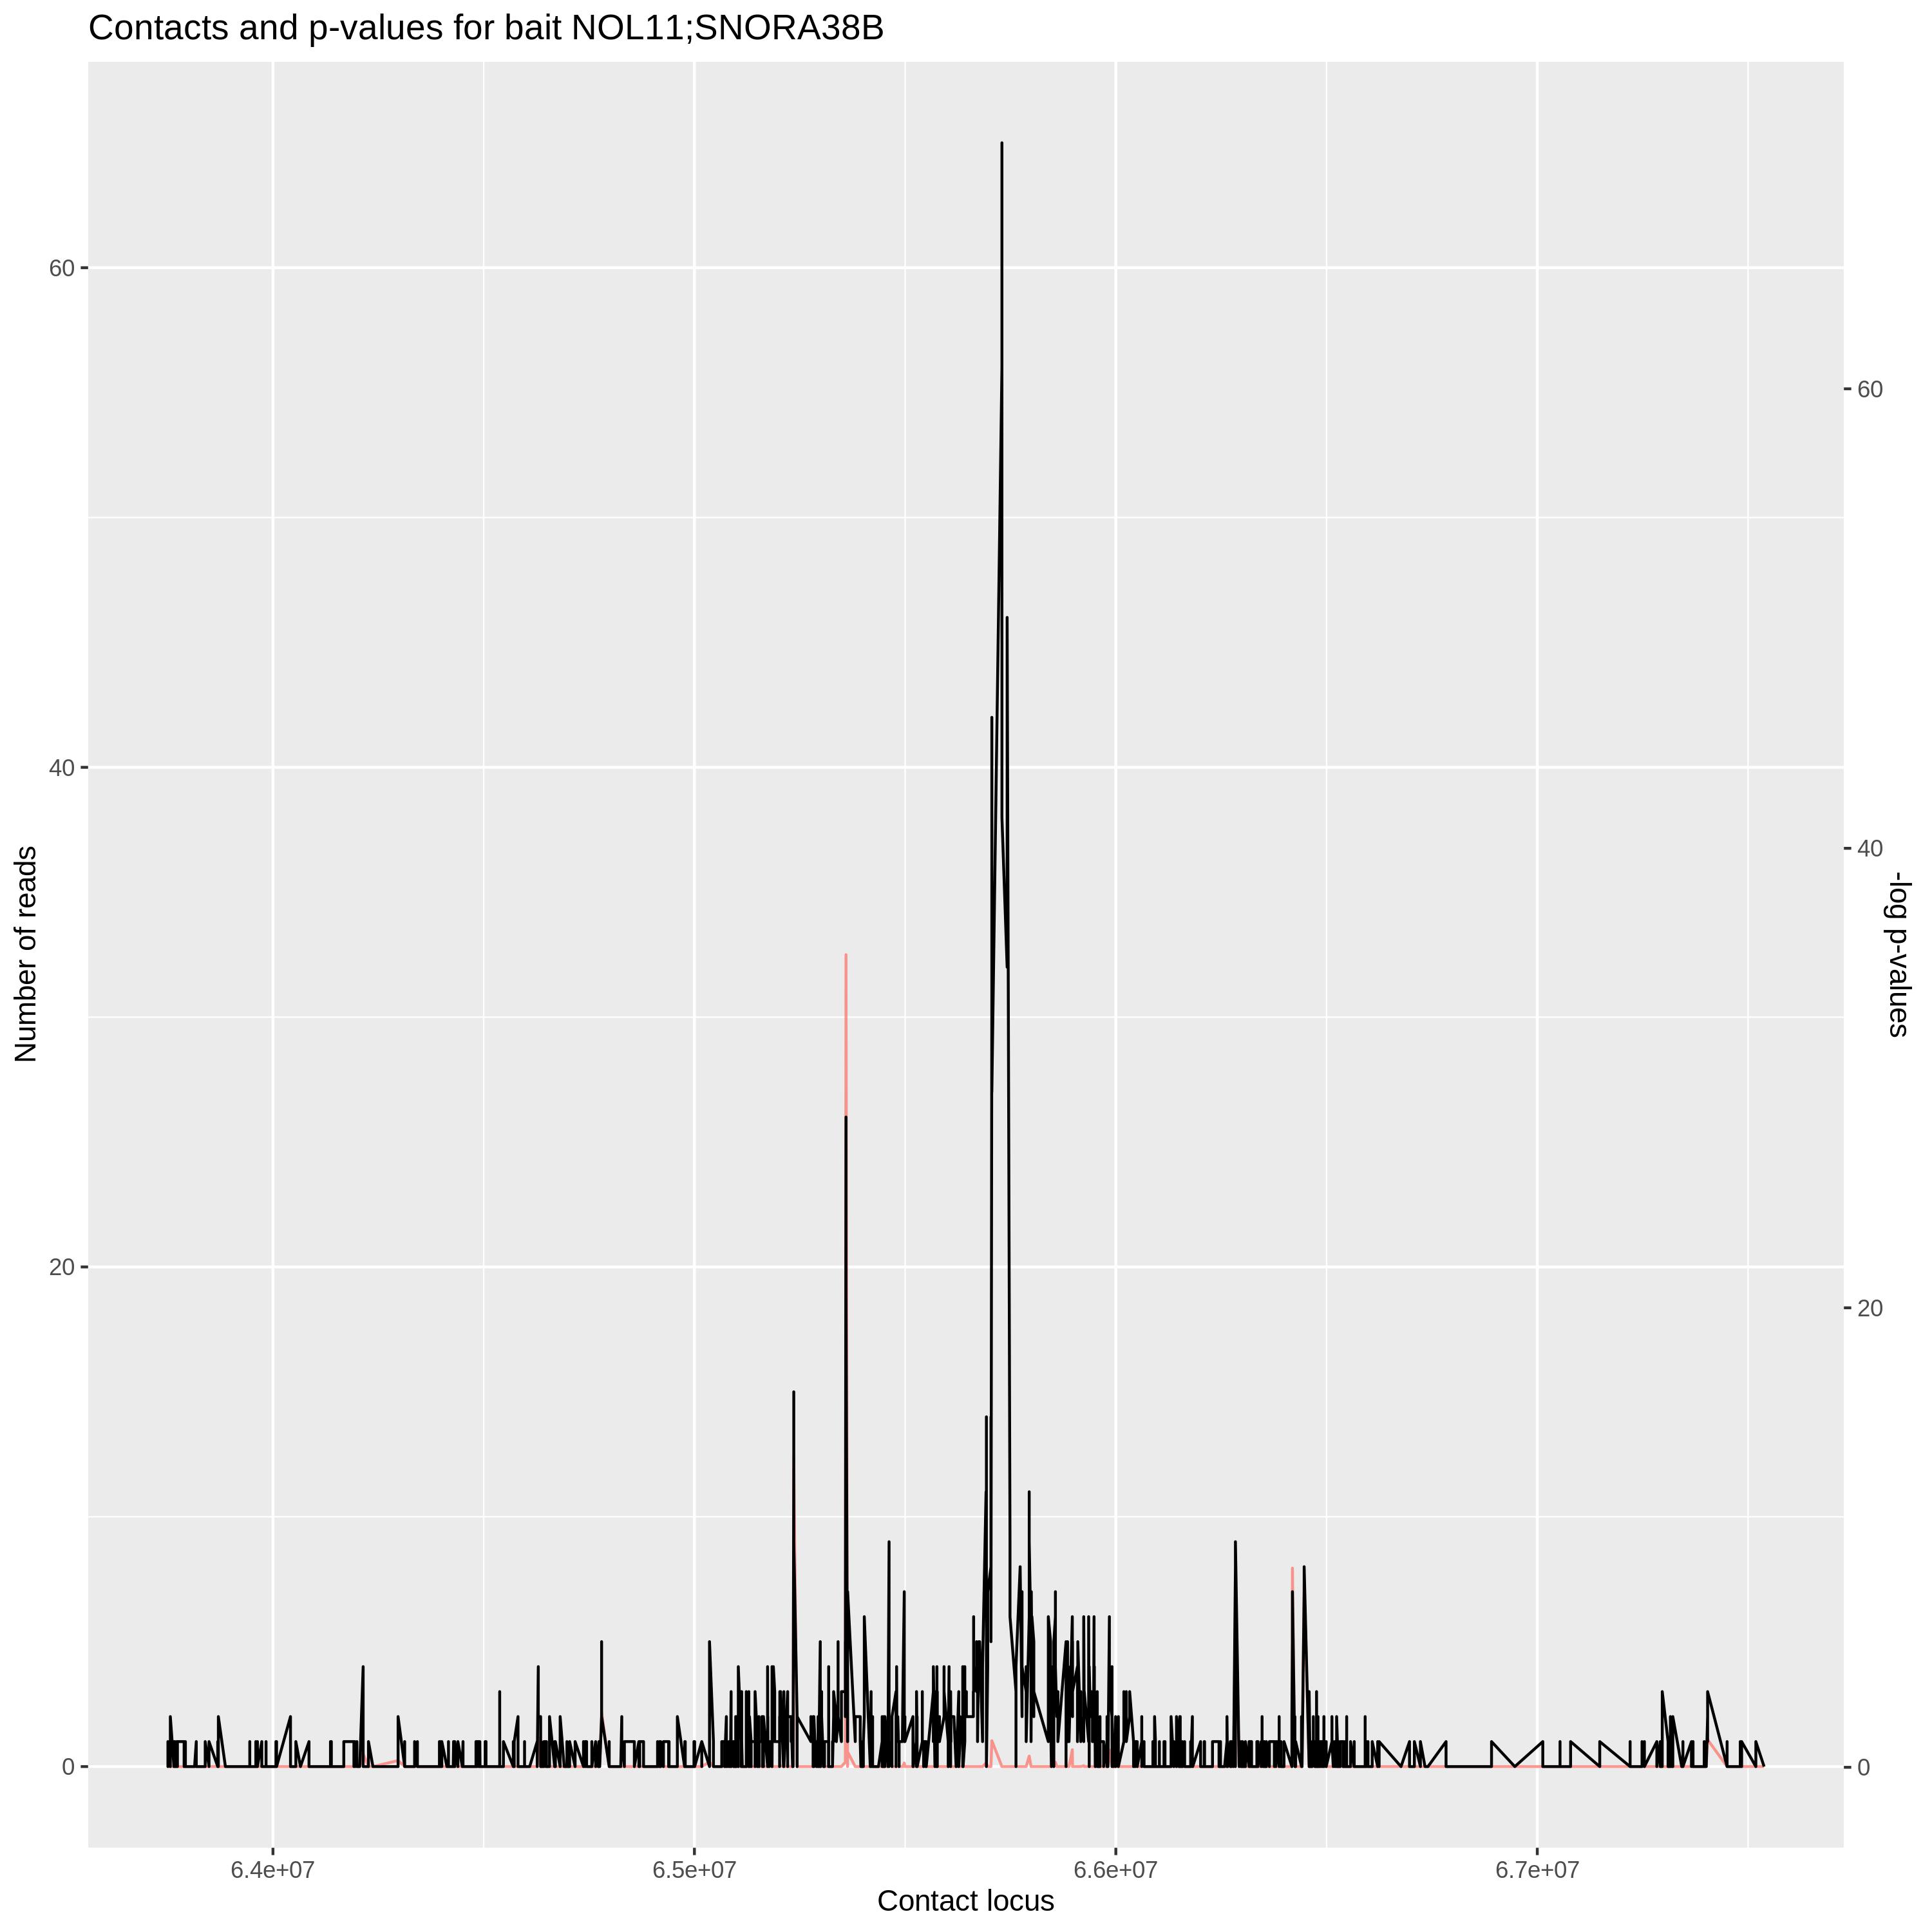 Contacts and p-values for bait NOL11;SNORA38B
60
40
20
0
Number of reads
60
40
20
0
-log p-values
6.4e+07 6.5e+07 6.6e+07 6.7e+07
Contact locus